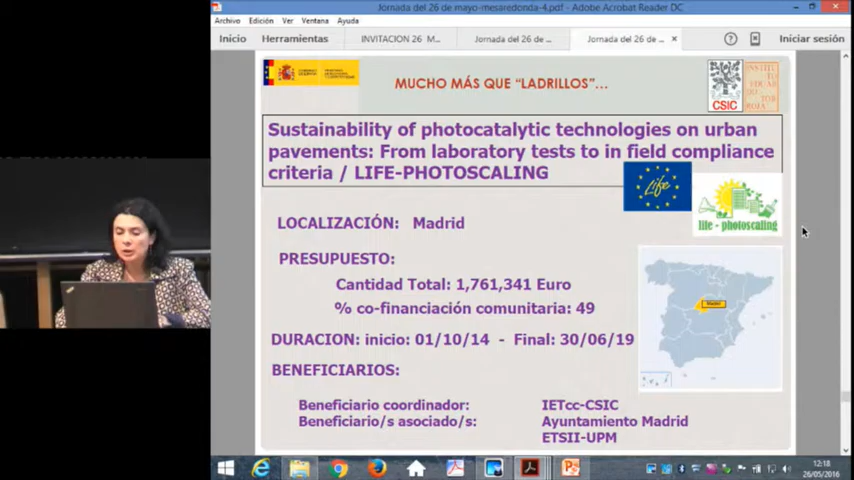 Jornada del 26 de mayo-mesaredonda-4.pdf - Adobe Acrobat Reader DC
Archivo Edición Ver Ventana Ayuda
Inicio Herramientas INVITACION 26 M... Jornada del 26 de ... Jornada del 26 de ... Iniciar sesión
MUCHO MÁS QUE “LADRILLOS”...
CSIC
Sustainability of photocatalytic technologies on urban
pavements: From laboratory tests to in field compliance
criteria / LIFE-PHOTOSCALING
Life
life - photoscaling
LOCALIZACIÓN: Madrid
PRESUPUESTO:
Cantidad Total: 1,761,341 Euro
% co-financiación comunitaria: 49
Madrid
DURACION: inicio: 01/10/14 - Final: 30/06/19
BENEFICIARIOS:
Beneficiario coordinador: IETcc-CSIC
Beneficiario/s asociado/s: Ayuntamiento Madrid
ETSII-UPM
12:18
26/05/2016